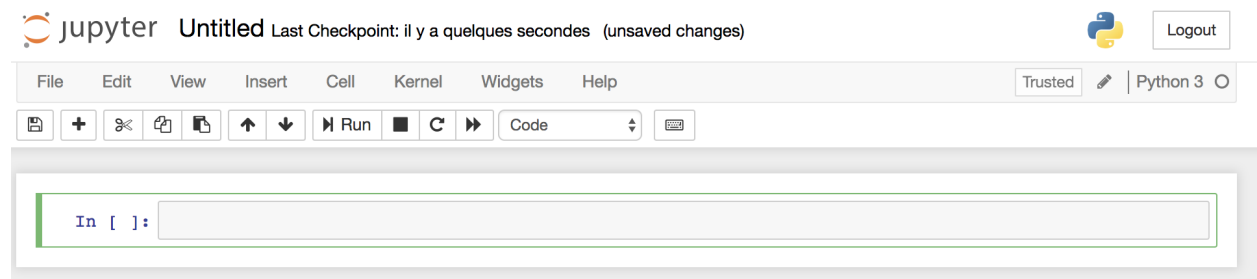 jupyter Untitled Last Checkpoint: il y a quelques secondes (unsaved changes) Logout
File Edit View Insert Cell Kernel Widgets Help Trusted Python 3
Run Code
In [ ]: